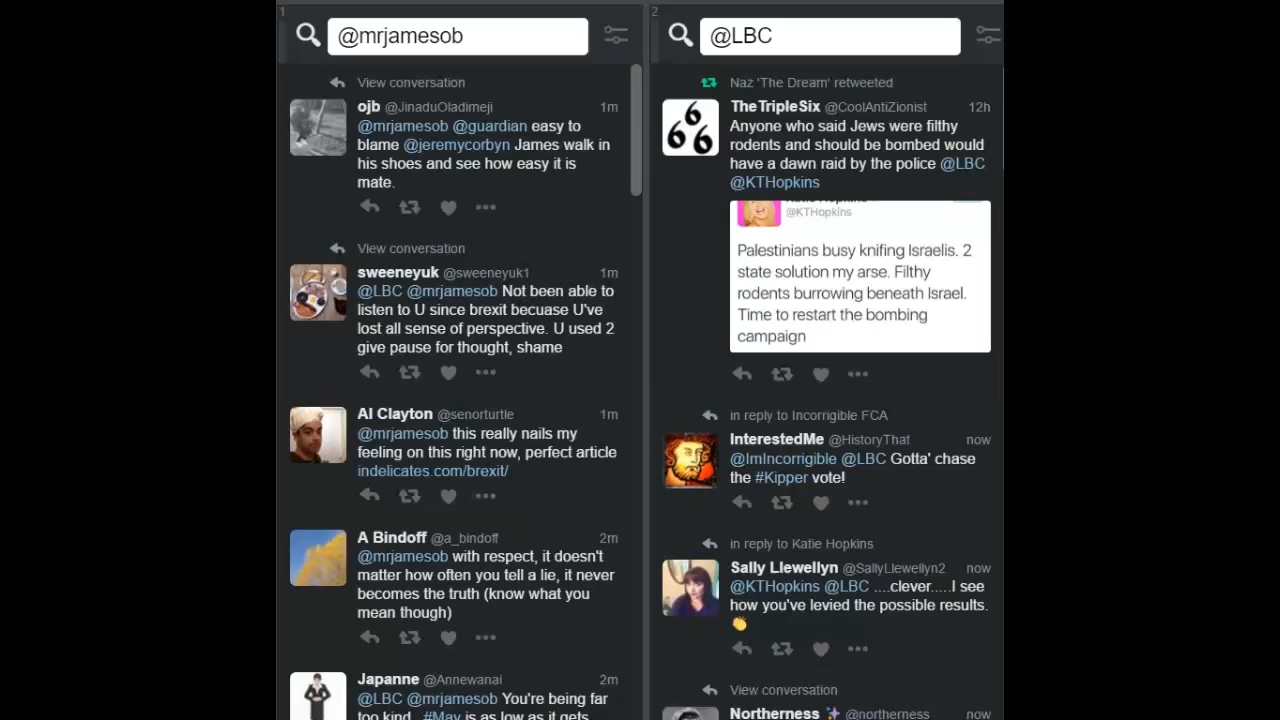 1
@mrjamesob
View conversation
ojb @JinaduOladimeji 1m
@mrjamesob @guardian easy to
blame @jeremycorbyn James walk in
his shoes and see how easy it is
mate.
View conversation
sweeneyuk @sweeneyuk1 1m
@LBC @mrjamesob Not been able to
listen to U since brexit becuase U've
lost all sense of perspective. U used 2
give pause for thought, shame
Al Clayton @senorturtle 1m
@mrjamesob this really nails my
feeling on this right now, perfect article
indelicates.com/brexit/
A Bindoff @a_bindoff 2m
@mrjamesob with respect, it doesn't
matter how often you tell a lie, it never
becomes the truth (know what you
mean though)
Japanne @Annewanai 2m
@LBC @mrjamesob You're being far
too kind #May is as low as it gets
2
@LBC
Naz 'The Dream' retweeted
TheTripleSix @CoolAntiZionist 12h
Anyone who said Jews were filthy
rodents and should be bombed would
have a dawn raid by the police @LBC
@KTHopkins
666
@KTHopkins
Palestinians busy knifing Israelis. 2
state solution my arse. Filthy
rodents burrowing beneath Israel.
Time to restart the bombing
campaign
in reply to Incorrigible FCA
InterestedMe @HistoryThat now
@ImIncorrigible @LBC Gotta' chase
the #Kipper vote!
in reply to Katie Hopkins
Sally Llewellyn @SallyLlewellyn2 now
@KTHopkins @LBC ....clever.....I see
how you've levied the possible results.
👏
View conversation
Northerness ✨ @northerness now